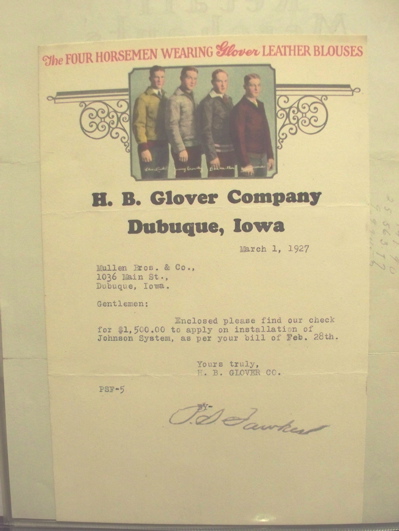 The FOUR HORSEMEN WEARING Glover LEATHER BLOUSES
H. B. Glover Company
Dubuque, Iowa
March 1, 1927
Mullen Bros. & Co.,
1036 Main St.,
Dubuque, Iowa.
Gentlemen:
Enclosed please find our check
for $1,500.00 to apply on installation of
Johnson System, as per your bill of Feb. 28th.
Yours truly,
H. B. GLOVER CO.
PSF-5